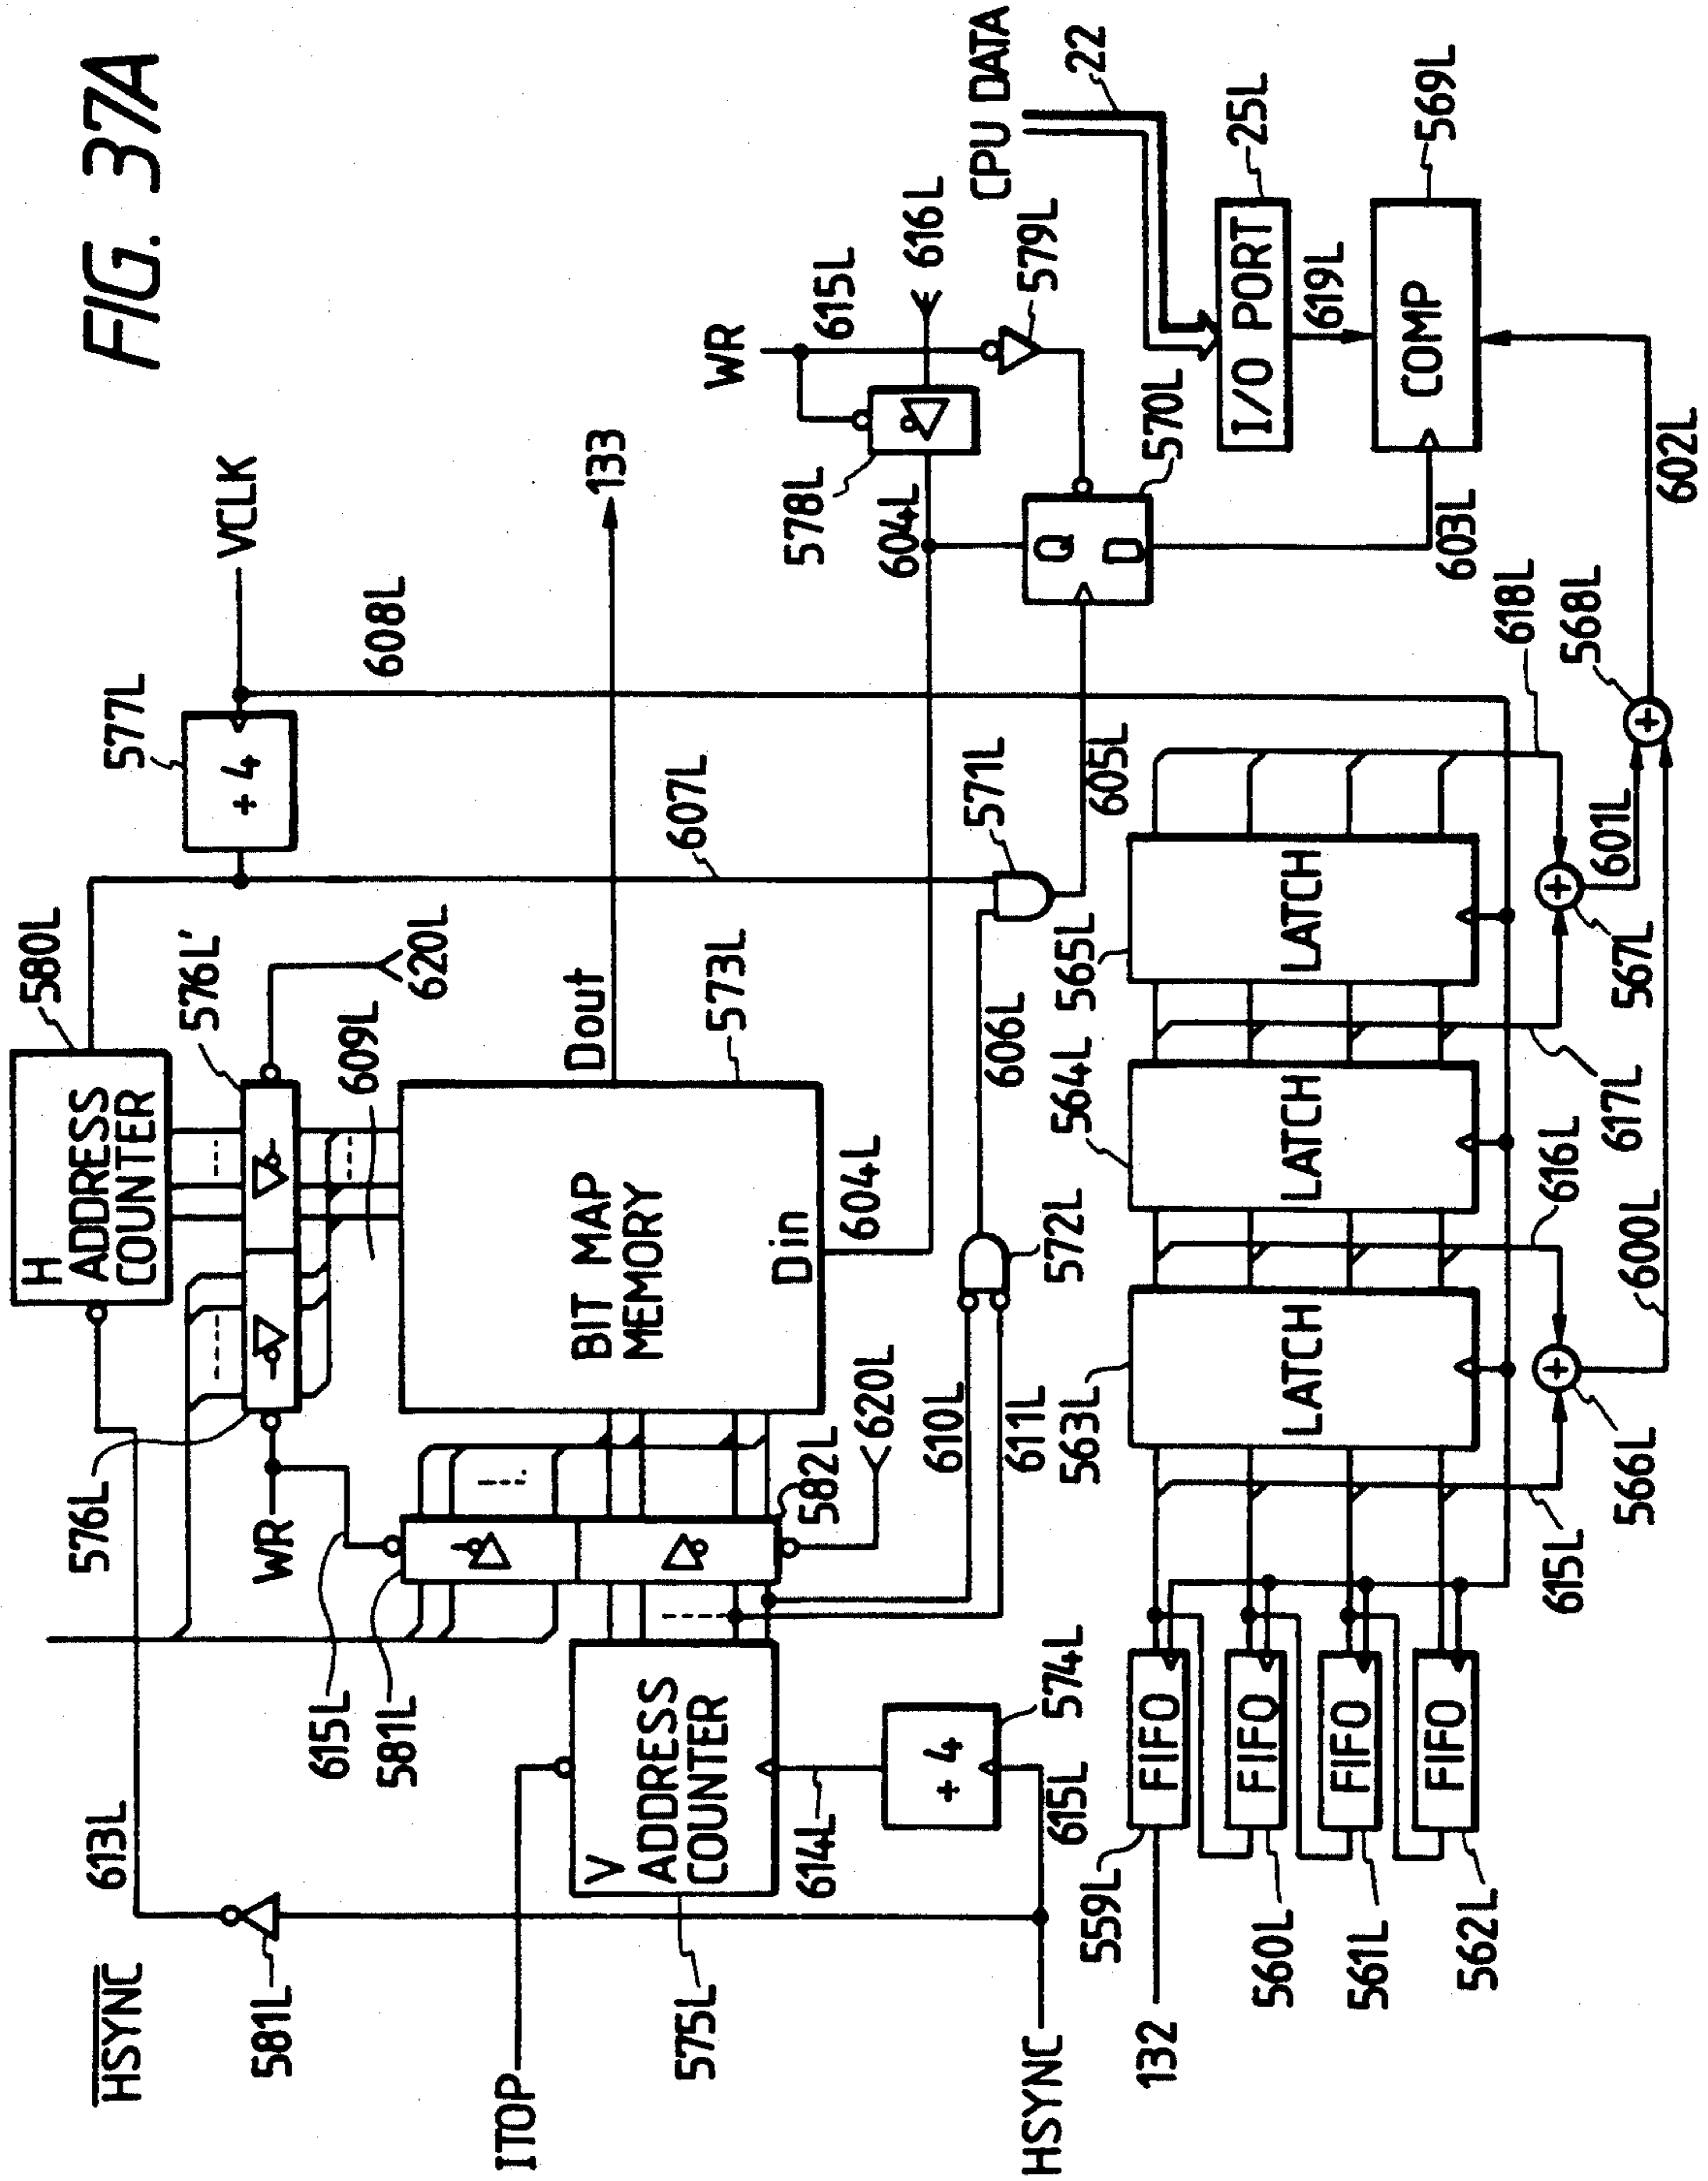 FIG. 37A
HSYNC
581L
613L
H
ADDRESS
COUNTER
580L
577L
+ 4
VCLK
608L
576L
576L'
WR
620L
609L
615L
581L
582L
620L
BIT MAP
MEMORY
Dout
573L
Din
604L
133
607L
ITOP
575L
V
ADDRESS
COUNTER
614L
+ 4
574L
615L
HSYNC
610L
611L
572L
606L
571L
605L
WR
615L
616L
578L
604L
579L
Q
D
570L
603L
CPU DATA
22
I/O PORT
25L
619L
COMP
569L
602L
132
559L
FIFO
560L
FIFO
561L
FIFO
562L
FIFO
563L
LATCH
564L
LATCH
565L
LATCH
615L
566L
+
616L
600L
617L
567L
+
601L
618L
568L
+